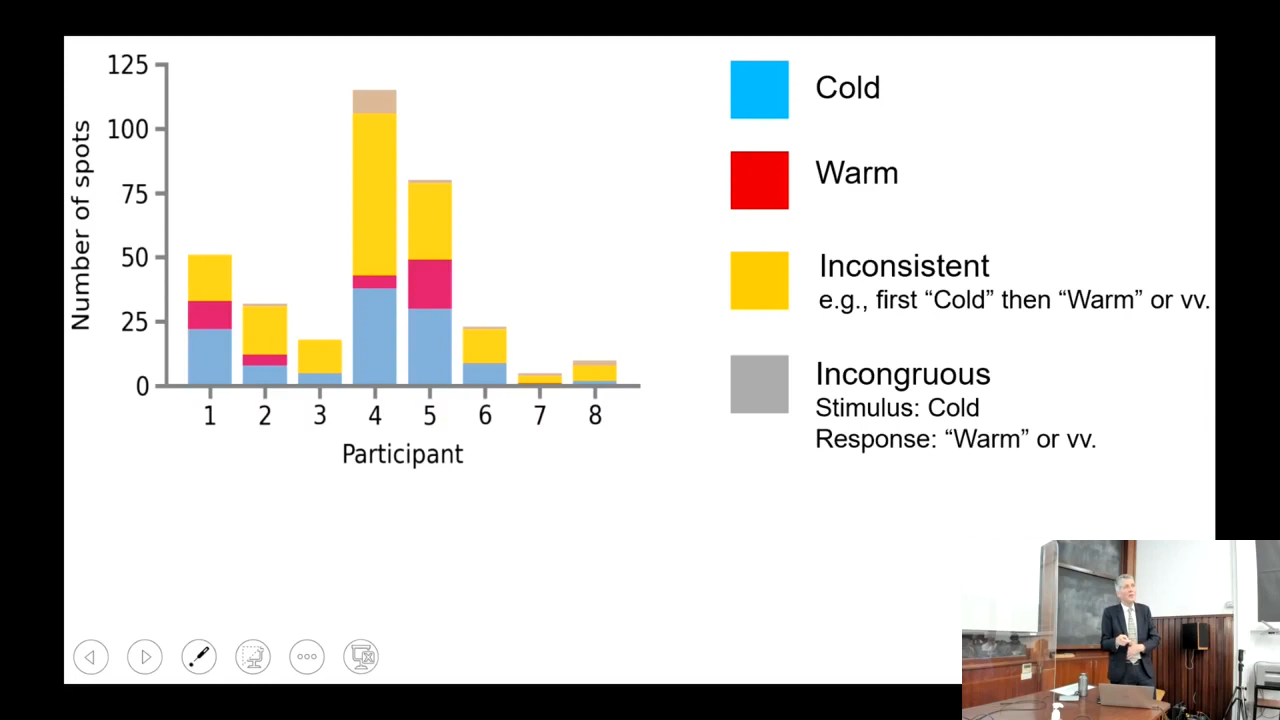 125
100
75
50
25
0
Number of spots
1 2 3 4 5 6 7 8
Participant
Cold
Warm
Inconsistent
e.g., first “Cold” then “Warm” or vv.
Incongruous
Stimulus: Cold
Response: “Warm” or vv.